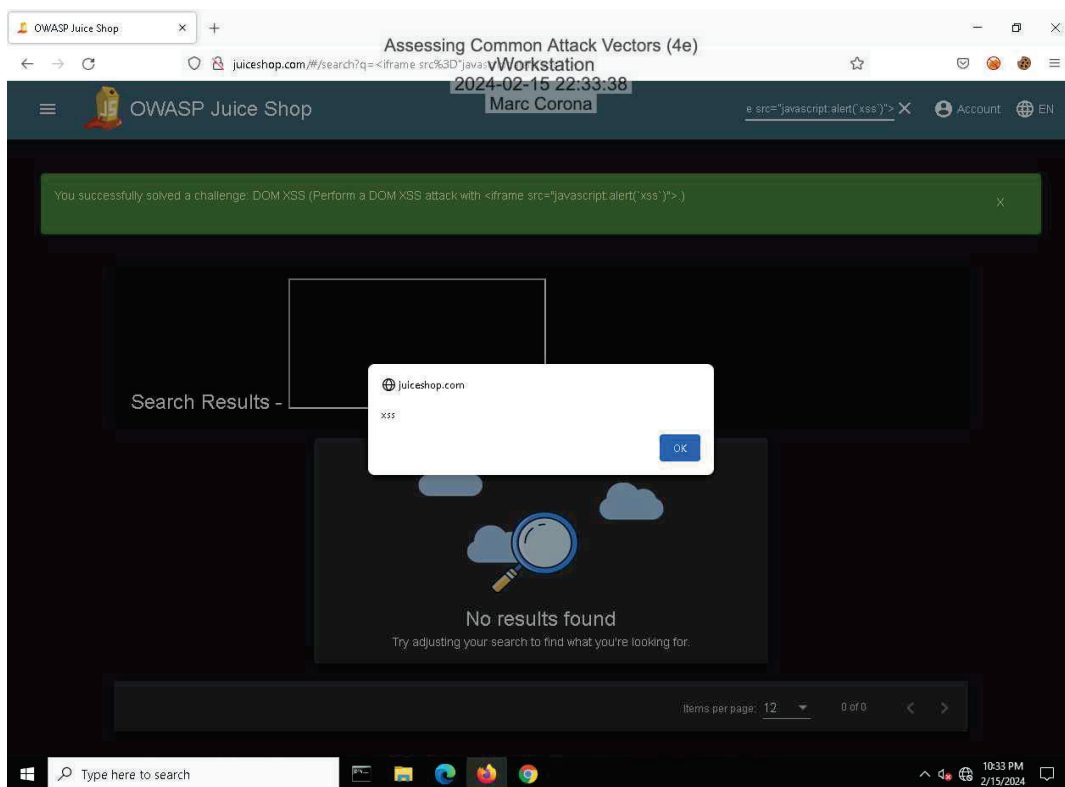 OWASP Juice Shop
Assessing Common Attack Vectors (4e)
juiceshop.com/#/search?q=<iframe src%3D"javas
vWorkstation
2024-02-15 22:33:38
Marc Corona
OWASP Juice Shop
e src="javascript:alert(`xss`)">
Account
EN
You successfully solved a challenge: DOM XSS (Perform a DOM XSS attack with <iframe src="javascript:alert(`xss`)">.)
X
juiceshop.com
xss
OK
Search Results -
No results found
Try adjusting your search to find what you're looking for.
Items per page: 12
0 of 0
Type here to search
10:33 PM
2/15/2024